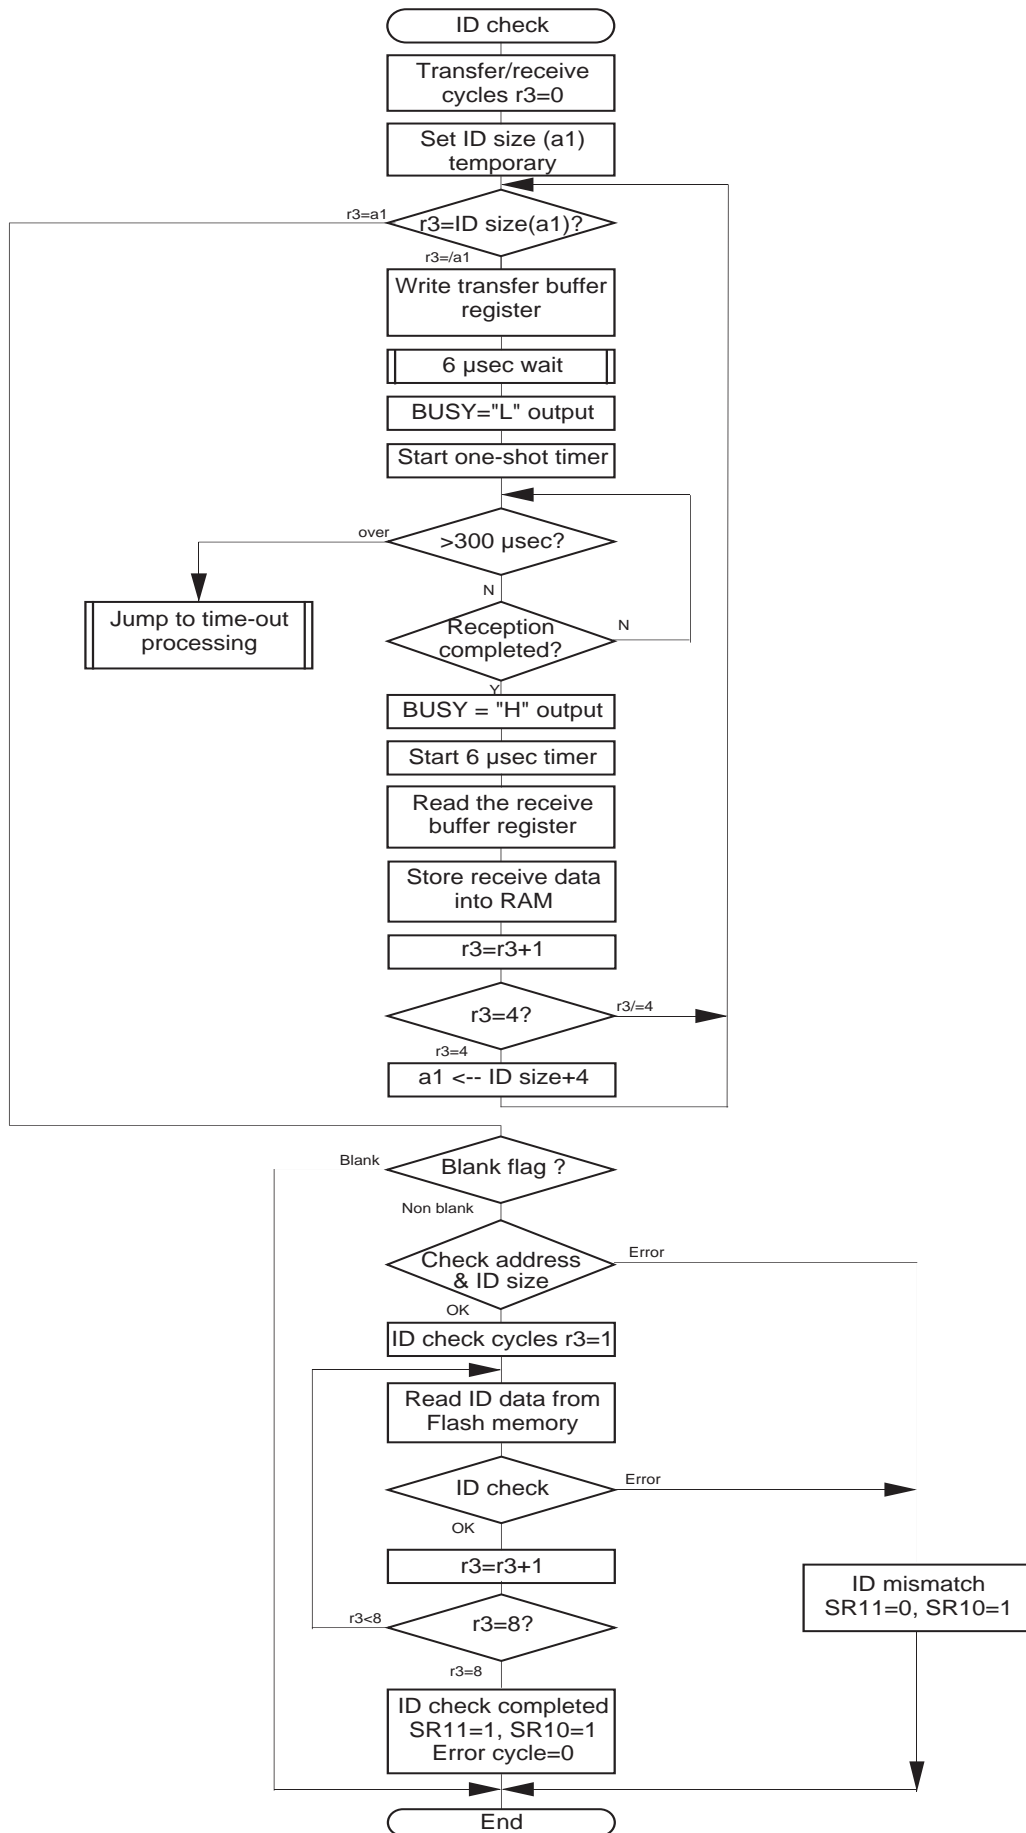 ID check
Transfer/receive
cycles r3=0
Set ID size (a1)
temporary
r3=a1
r3=ID size(a1)?
r3=/a1
Write transfer buffer
register
6 µsec wait
BUSY="L" output
Start one-shot timer
over
>300 µsec?
N
Jump to time-out
processing
Reception
completed?
N
Y
BUSY = "H" output
Start 6 µsec timer
Read the receive
buffer register
Store receive data
into RAM
r3=r3+1
r3=4?
r3/=4
r3=4
a1 <-- ID size+4
Blank
Blank flag ?
Non blank
Check address
& ID size
Error
OK
ID check cycles r3=1
Read ID data from
Flash memory
ID check
Error
OK
r3=r3+1
ID mismatch
SR11=0, SR10=1
r3<8
r3=8?
r3=8
ID check completed
SR11=1, SR10=1
Error cycle=0
End